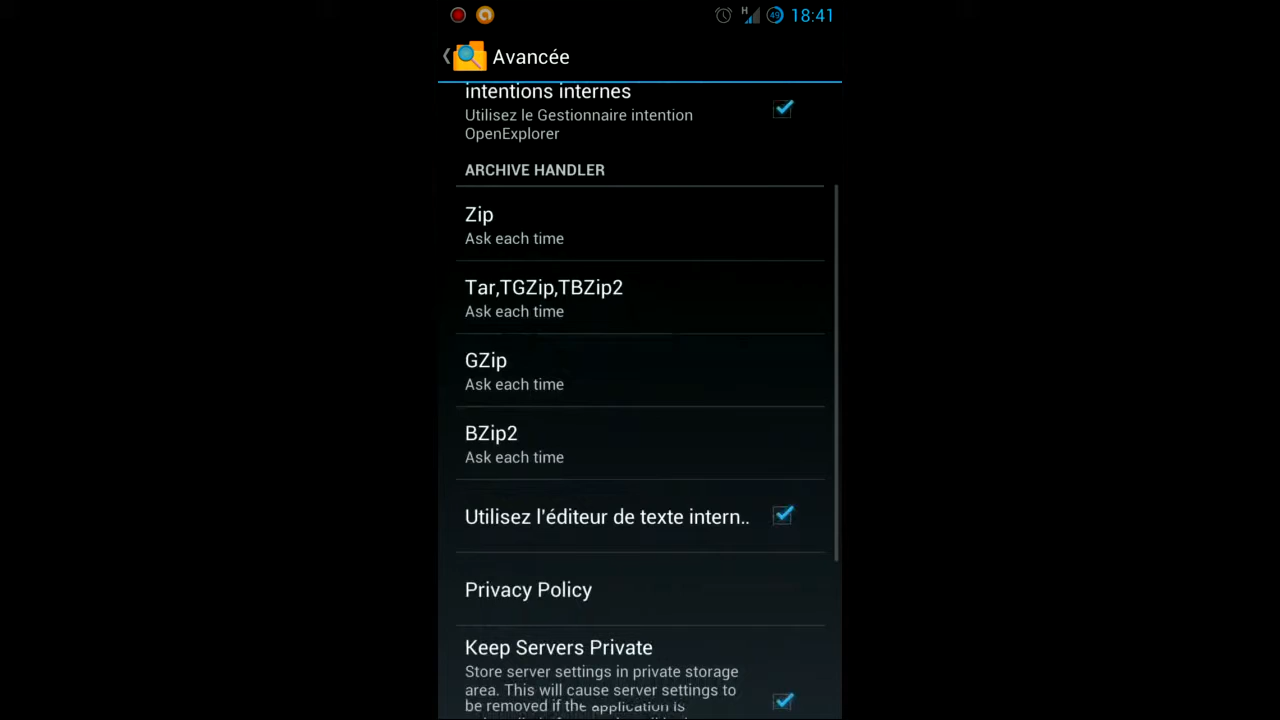 H 49 18:41
Avancée
intentions internes
Utilisez le Gestionnaire intention
OpenExplorer
ARCHIVE HANDLER
Zip
Ask each time
Tar,TGZip,TBZip2
Ask each time
GZip
Ask each time
BZip2
Ask each time
Utilisez l'éditeur de texte intern..
Privacy Policy
Keep Servers Private
Store server settings in private storage
area. This will cause server settings to
be removed if the application is